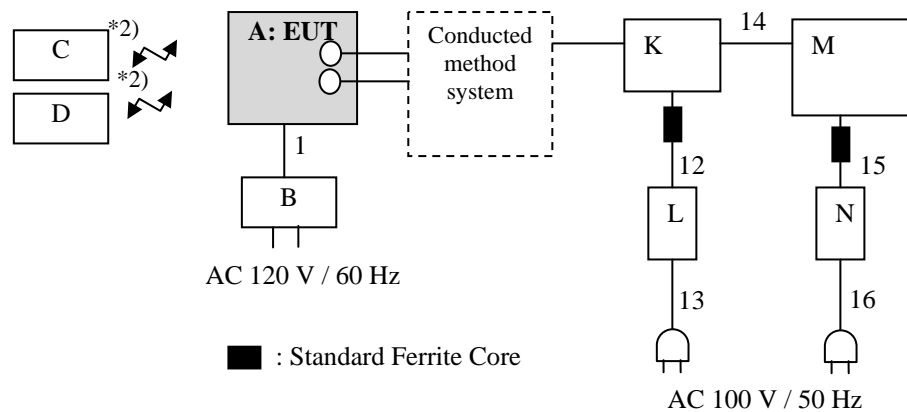 C
*2)
D
*2)
A: EUT
Conducted
method
system
K
14
M
1
12
15
B
L
N
AC 120 V / 60 Hz
13
16
: Standard Ferrite Core
AC 100 V / 50 Hz